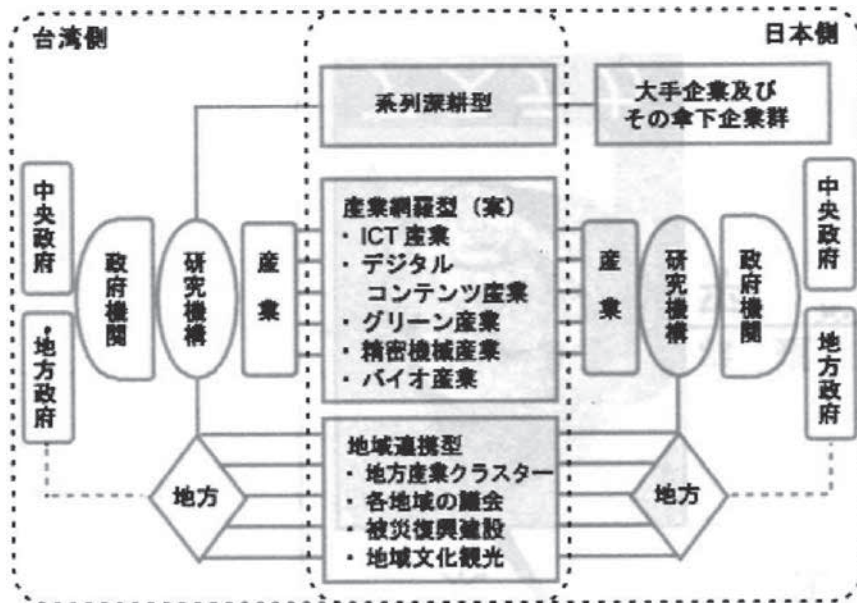 台湾側
日本側
系列深耕型
大手企業及び
その傘下企業群
中央政府
・地方政府
政府機関
研究機構
産業
産業網羅型（案）
・ICT産業
・デジタル
コンテンツ産業
・グリーン産業
・精密機械産業
・バイオ産業
産業
研究機構
政府機関
中央政府
地方政府
地方
地域連携型
・地方産業クラスター
・各地域の議会
・被災復興建設
・地域文化観光
地方